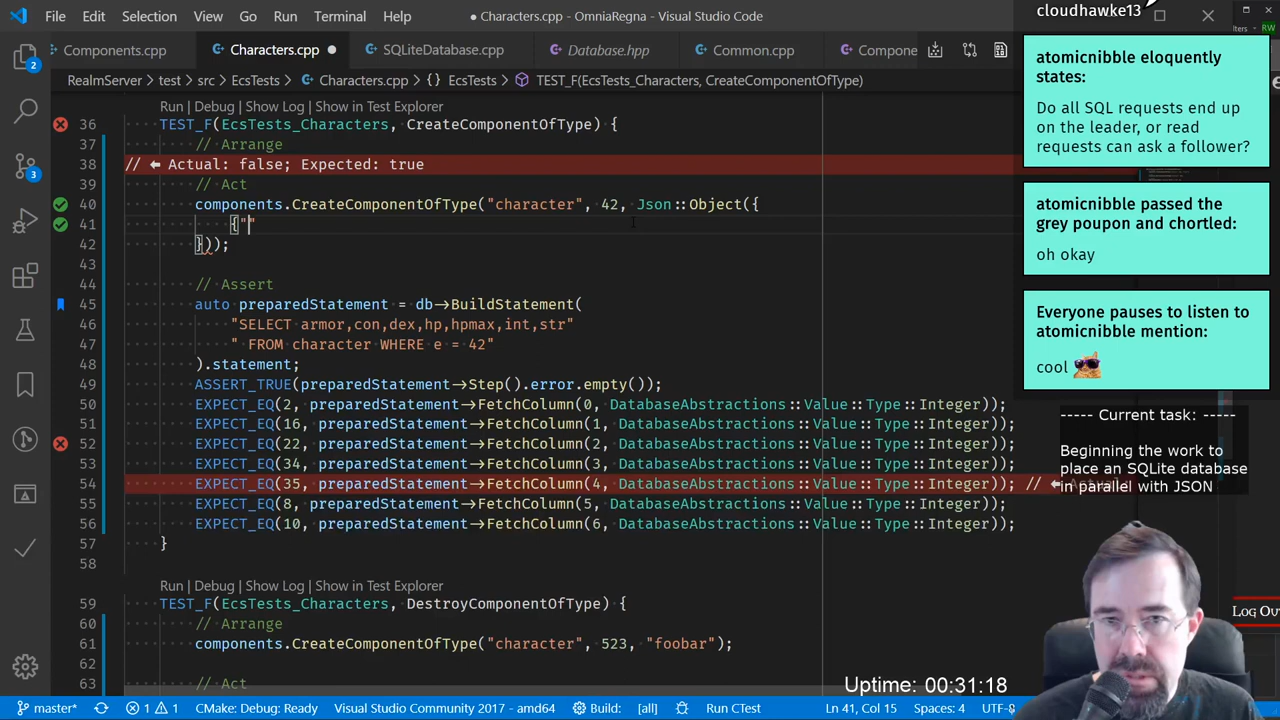 File Edit Selection View Go Run Terminal Help
● Characters.cpp - OmniaRegna - Visual Studio Code
cloudhawke13
Components.cpp Characters.cpp ● SQLiteDatabase.cpp Database.hpp Common.cpp Compone
RealmServer > test > src > EcsTests > Characters.cpp > {} EcsTests > TEST_F(EcsTests_Characters, CreateComponentOfType)
Run | Debug | Show Log | Show in Test Explorer
36 TEST_F(EcsTests_Characters, CreateComponentOfType) {
37 // Arrange
38 // ⬅ Actual: false; Expected: true
39 // Act
40 components.CreateComponentOfType("character", 42, Json::Object({
41 {""
42 }));
43
44 // Assert
45 auto preparedStatement = db->BuildStatement(
46 "SELECT armor,con,dex,hp,hpmax,int,str"
47 " FROM character WHERE e = 42"
48 ).statement;
49 ASSERT_TRUE(preparedStatement->Step().error.empty());
50 EXPECT_EQ(2, preparedStatement->FetchColumn(0, DatabaseAbstractions::Value::Type::Integer));
51 EXPECT_EQ(16, preparedStatement->FetchColumn(1, DatabaseAbstractions::Value::Type::Integer));
52 EXPECT_EQ(22, preparedStatement->FetchColumn(2, DatabaseAbstractions::Value::Type::Integer));
53 EXPECT_EQ(34, preparedStatement->FetchColumn(3, DatabaseAbstractions::Value::Type::Integer));
54 EXPECT_EQ(35, preparedStatement->FetchColumn(4, DatabaseAbstractions::Value::Type::Integer)); // ⬅
55 EXPECT_EQ(8, preparedStatement->FetchColumn(5, DatabaseAbstractions::Value::Type::Integer));
56 EXPECT_EQ(10, preparedStatement->FetchColumn(6, DatabaseAbstractions::Value::Type::Integer));
57 }
58
Run | Debug | Show Log | Show in Test Explorer
59 TEST_F(EcsTests_Characters, DestroyComponentOfType) {
60 // Arrange
61 components.CreateComponentOfType("character", 523, "foobar");
62
63 // Act
atomicnibble eloquently
states:
Do all SQL requests end up
on the leader, or read
requests can ask a follower?
atomicnibble passed the
grey poupon and chortled:
oh okay
Everyone pauses to listen to
atomicnibble mention:
cool
----- Current task: -----
Beginning the work to
place an SQLite database
in parallel with JSON
Log Ou
Uptime: 00:31:18
2
3
master* 1 1 CMake: Debug: Ready Visual Studio Community 2017 - amd64 Build: [all] Run CTest Ln 41, Col 15 Spaces: 4 UTF-8